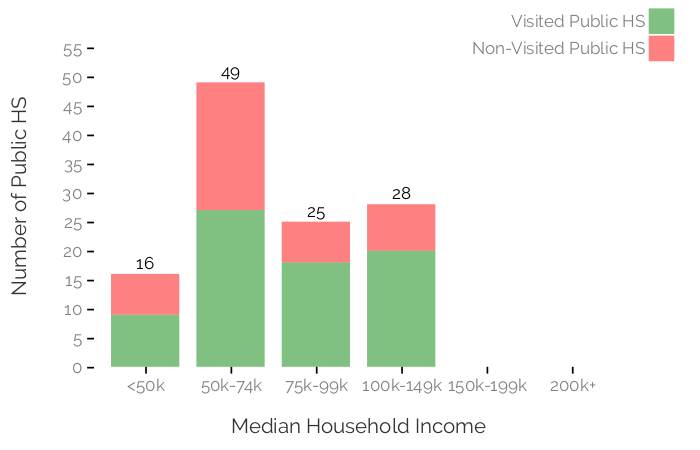 Visited Public HS
Non-Visited Public HS
Number of Public HS
55
50
45
40
35
30
25
20
15
10
5
0
16
49
25
28
<50k
50k-74k
75k-99k
100k-149k
150k-199k
200k+
Median Household Income